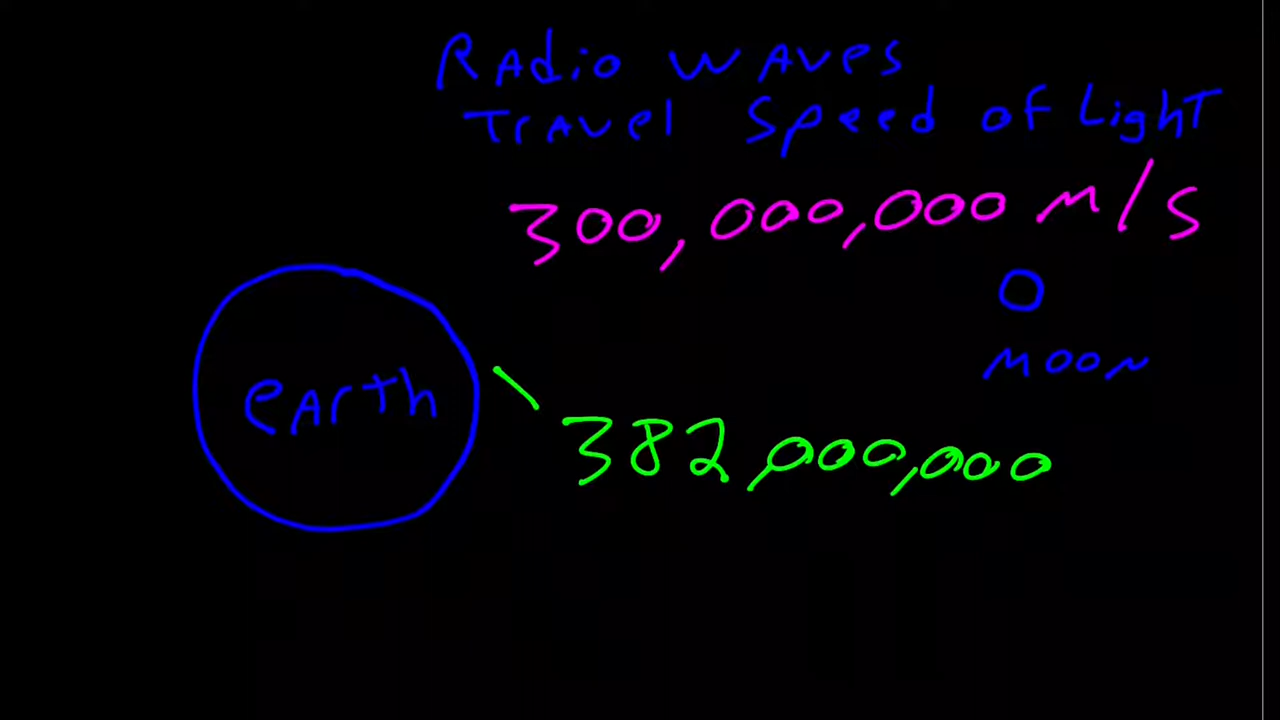 RAdio WAVes
TrAVel Speed of LighT
300,000,000 M/S
MOON
eArth
382,000,000